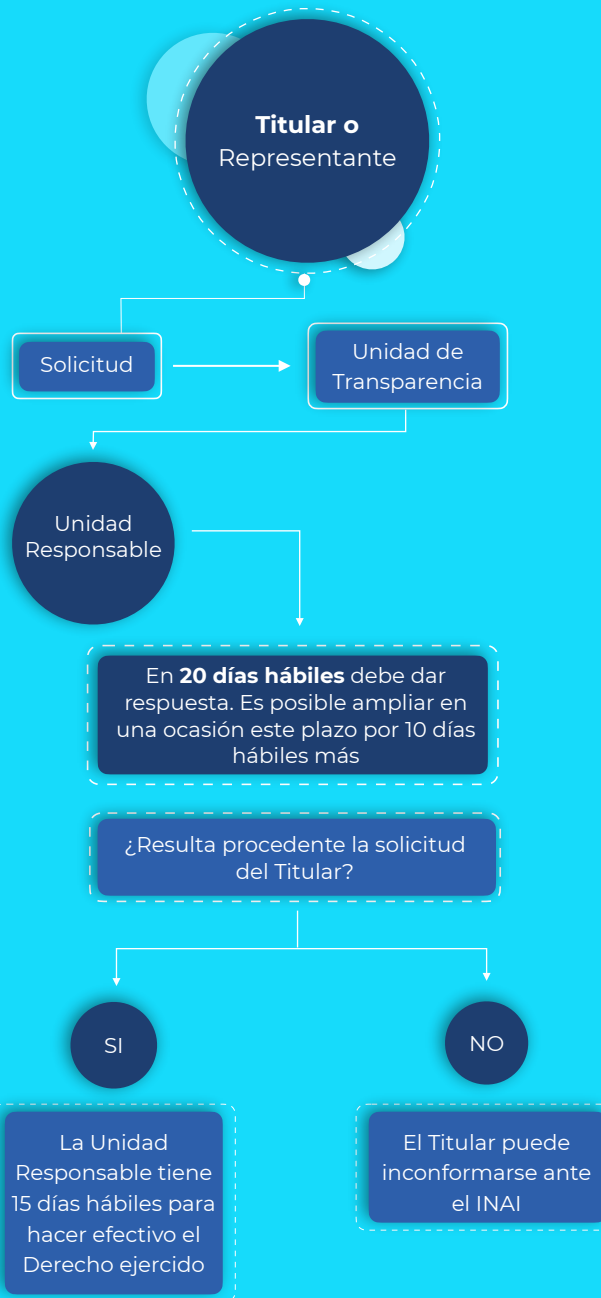 Titular o
Representante
Solicitud
Unidad de
Transparencia
Unidad
Responsable
En 20 días hábiles debe dar
respuesta. Es posible ampliar en
una ocasión este plazo por 10 días
hábiles más
¿Resulta procedente la solicitud
del Titular?
SI
NO
La Unidad
Responsable tiene
15 días hábiles para
hacer efectivo el
Derecho ejercido
El Titular puede
inconformarse ante
el INAI